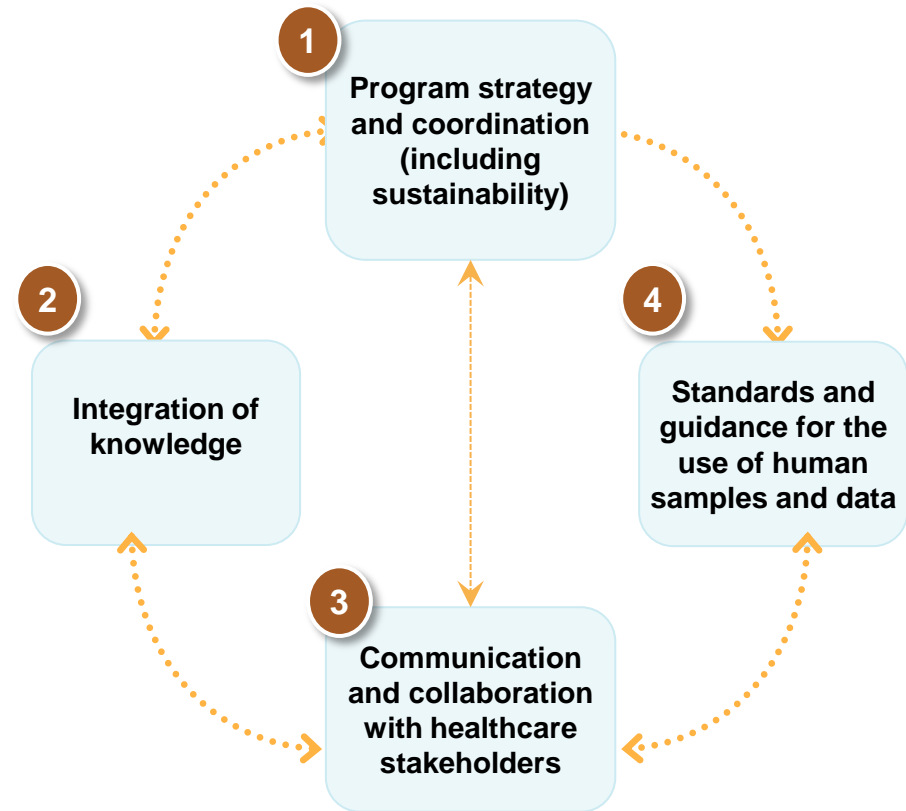 1
Program strategy
and coordination
(including
sustainability)
2
Integration of
knowledge
4
Standards and
guidance for the
use of human
samples and data
3
Communication
and collaboration
with healthcare
stakeholders